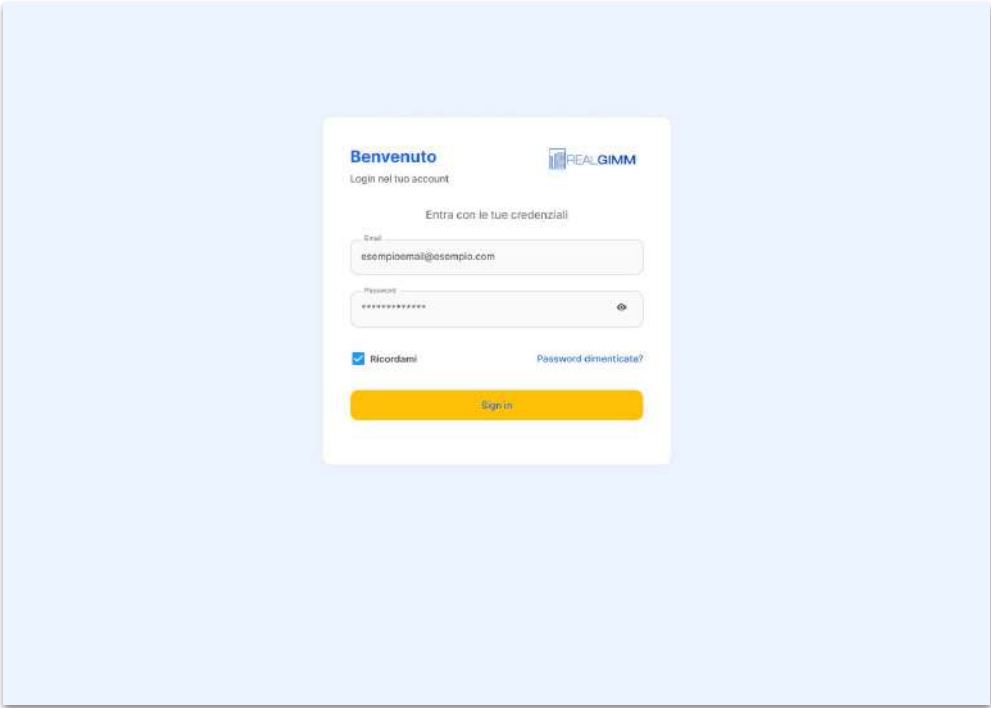 Benvenuto
REALGIMM
Login nel tuo account
Entra con le tue credenziali
Email
esempioemail@esempio.com
Password
*************
Ricordami
Password dimenticata?
Sign in